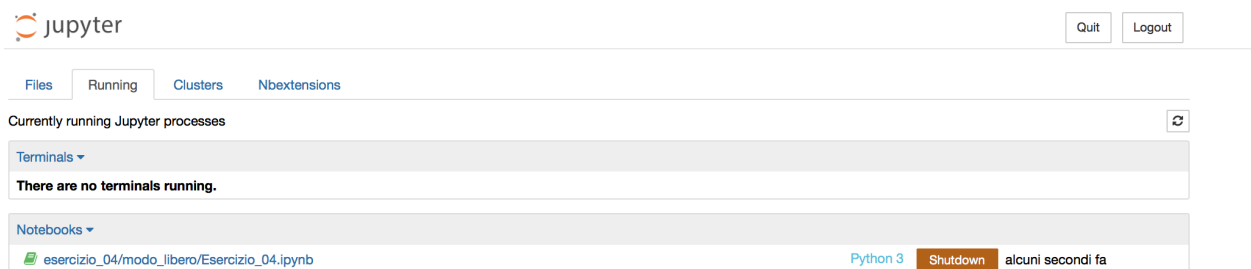 jupyter
Quit Logout
Files Running Clusters Nbextensions
Currently running Jupyter processes
Terminals
There are no terminals running.
Notebooks
esercizio_04/modo_libero/Esercizio_04.ipynb Python 3 Shutdown alcuni secondi fa